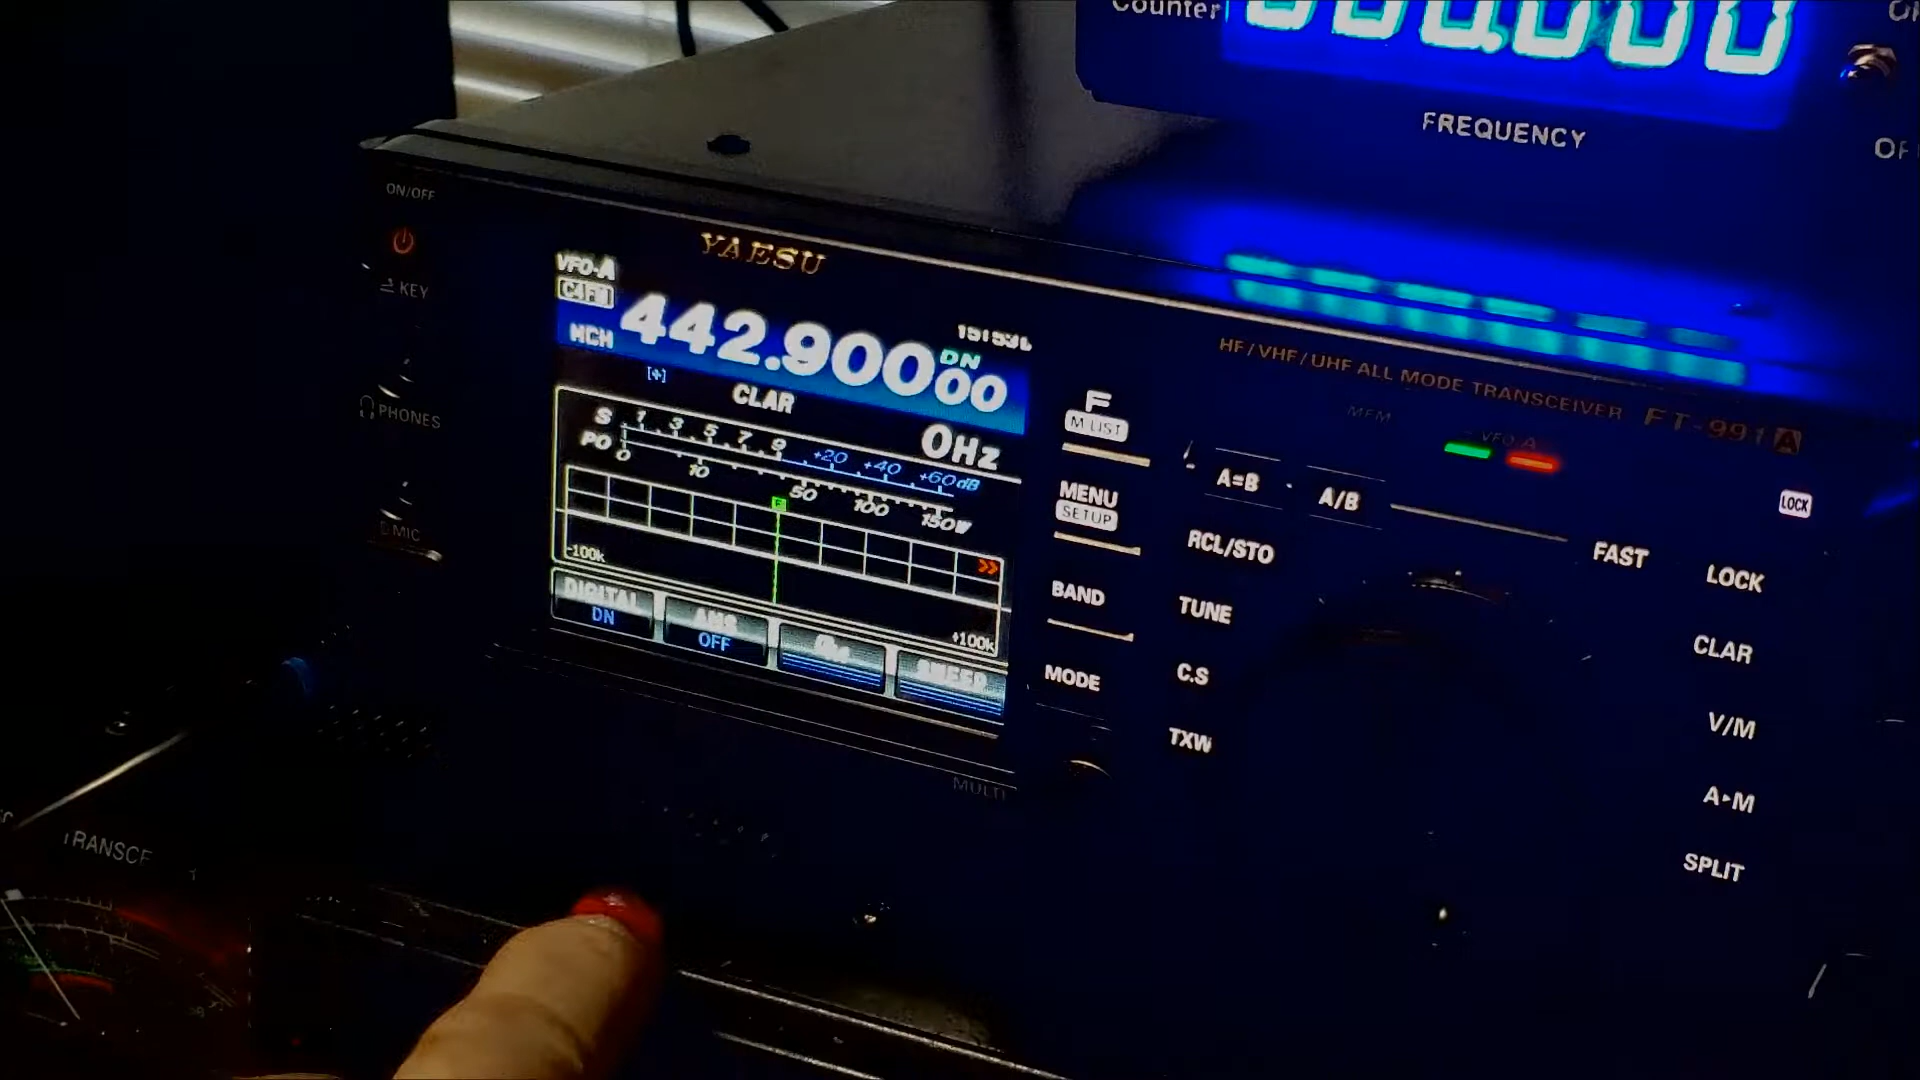 Counter
FREQUENCY
ON/OFF
YAESU
KEY
PHONES
MIC
VFO-A
C4FM
MCH
442.900
DN
00
[+]
CLAR
0Hz
S 1 3 5 7 9 +20 +40 +60dB
PO 0 10 50 100 150W
-100k
+100k
DIGITAL
DN
AMS
OFF
SWEEP
MULTI
HF/VHF/UHF ALL MODE TRANSCEIVER FT-991A
VFO-A
F
M LIST
MENU
SETUP
BAND
MODE
A=B
A/B
RCL/STO
TUNE
C.S
TXW
LOCK
FAST
LOCK
CLAR
V/M
A▸M
SPLIT